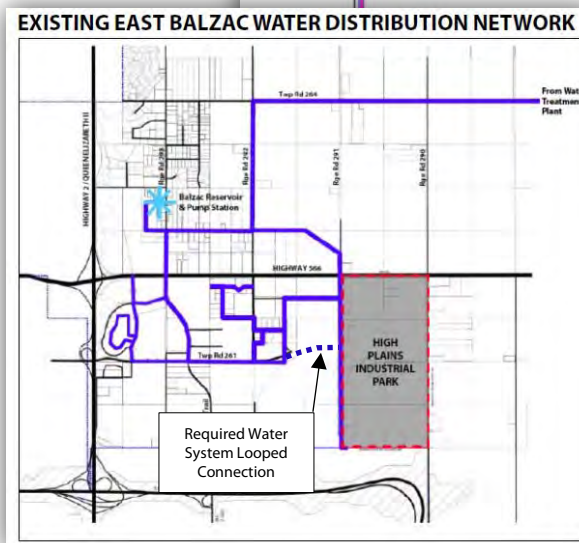 EXISTING EAST BALZAC WATER DISTRIBUTION NETWORK
Twp Rd 264
From Wat
Treatmen
Plant
HIGHWAY 2 / QUEEN ELIZABETH II
Rge Rd 293
Rge Rd 292
Rge Rd 291
Rge Rd 290
Balzac Reservoir
& Pump Station
HIGHWAY 566
HIGH
PLAINS
INDUSTRIAL
PARK
Twp Rd 261
Required Water
System Looped
Connection